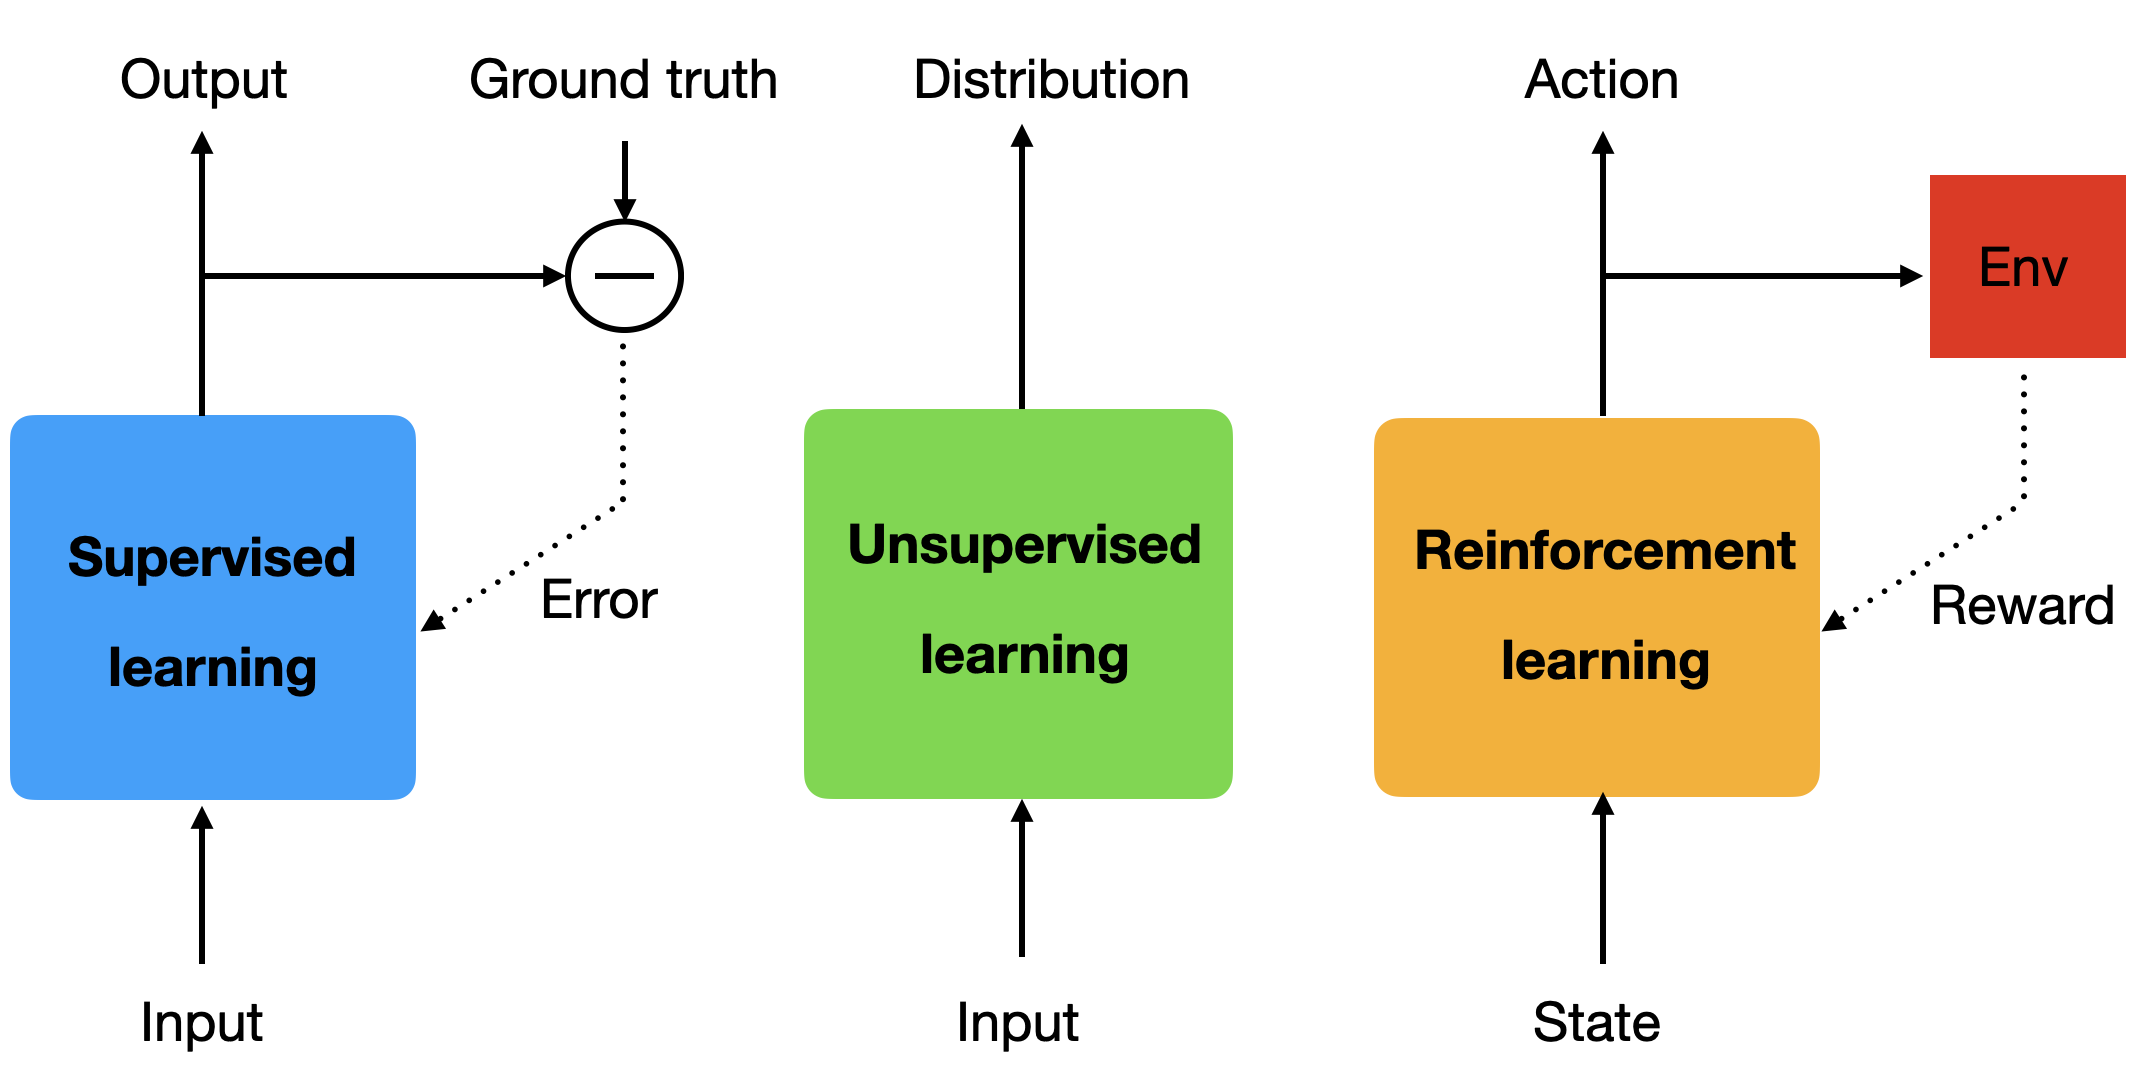 Output
Ground truth
Distribution
Action
Env
Supervised
learning
Error
Unsupervised
learning
Reinforcement
learning
Reward
Input
Input
State